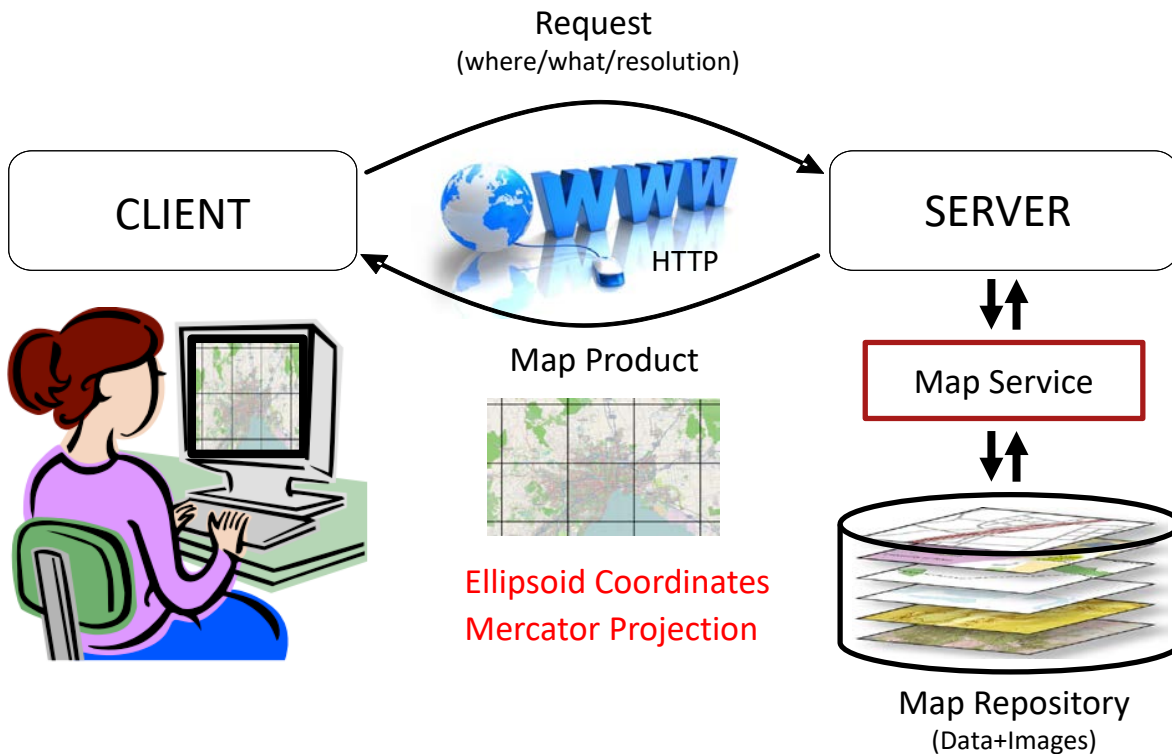 Request
(where/what/resolution)
CLIENT
WWW
SERVER
HTTP
Map Product
Map Service
Ellipsoid Coordinates
Mercator Projection
Map Repository
(Data+Images)